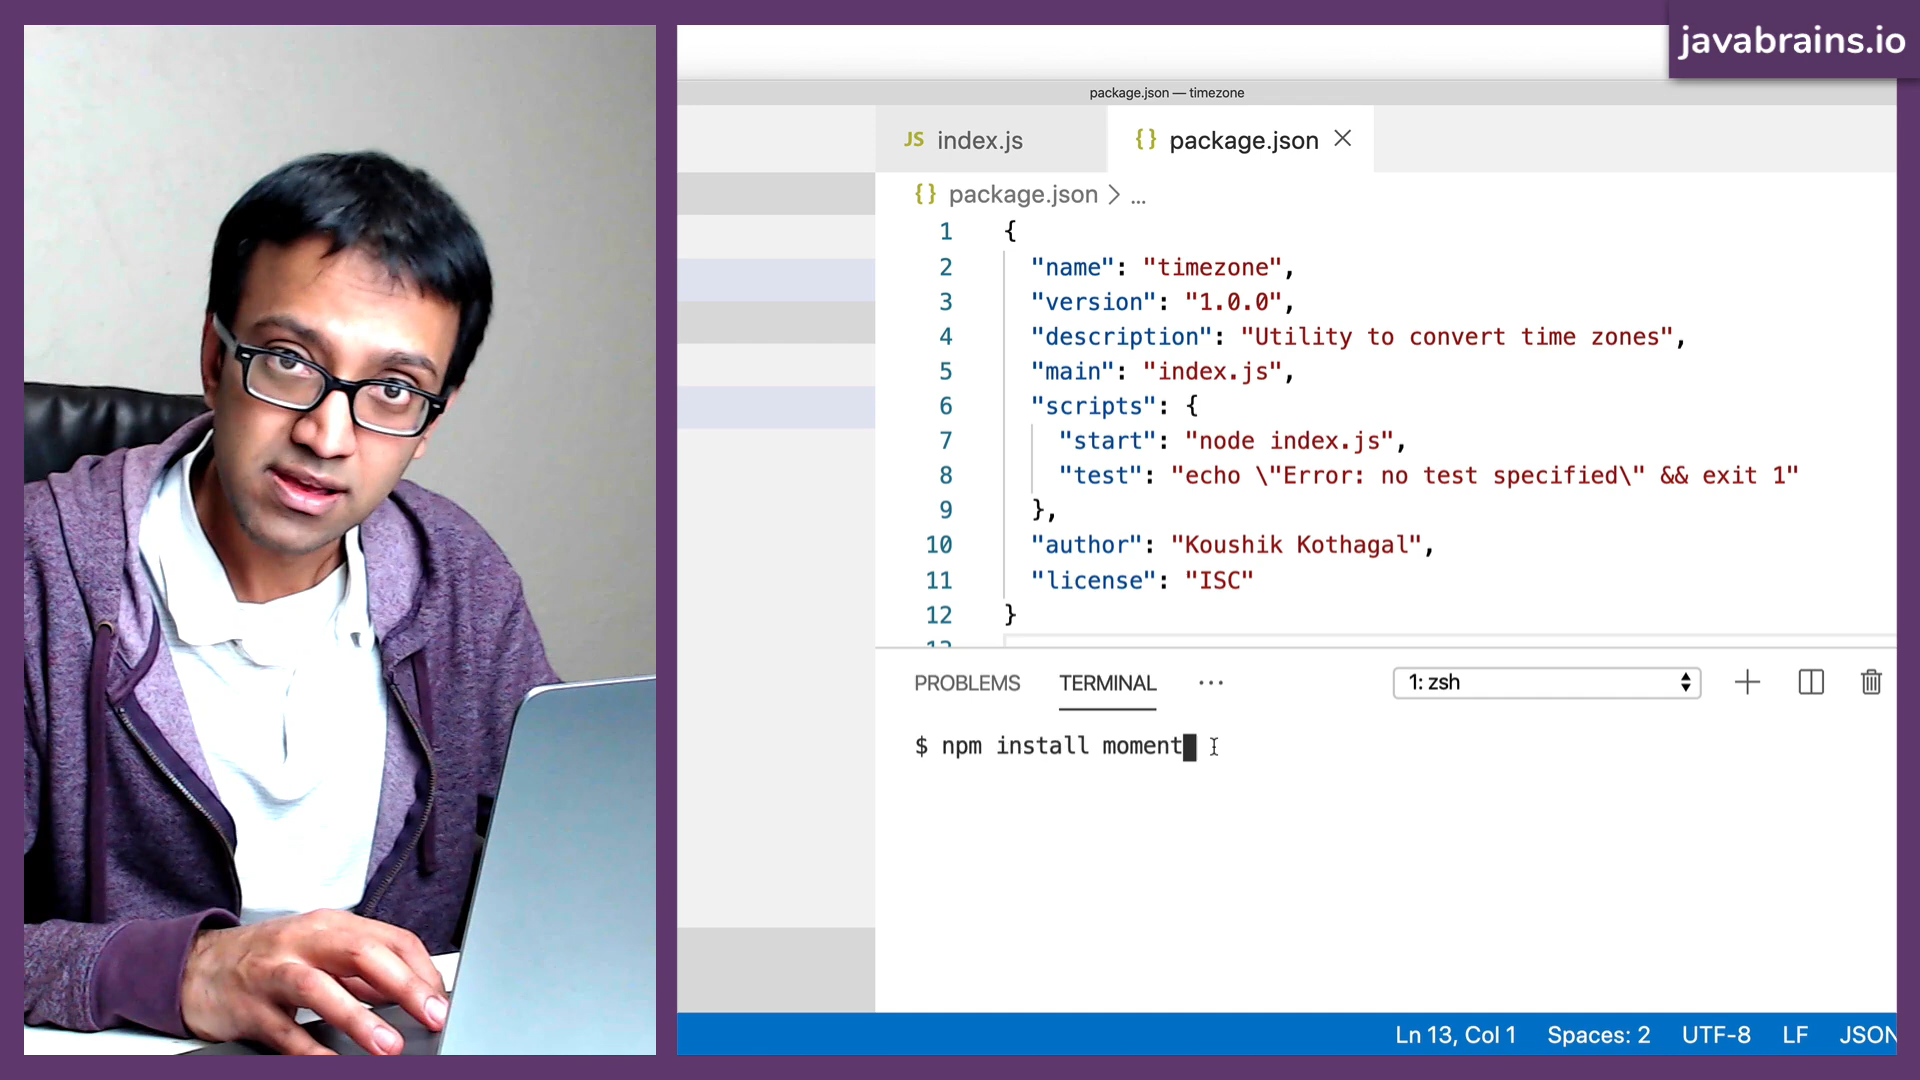 javabrains.io
package.json — timezone
JS index.js
{} package.json ×
{} package.json > ...
1 {
2 "name": "timezone",
3 "version": "1.0.0",
4 "description": "Utility to convert time zones",
5 "main": "index.js",
6 "scripts": {
7 "start": "node index.js",
8 "test": "echo \"Error: no test specified\" && exit 1"
9 },
10 "author": "Koushik Kothagal",
11 "license": "ISC"
12 }
PROBLEMS TERMINAL ... 1: zsh
$ npm install moment
Ln 13, Col 1 Spaces: 2 UTF-8 LF JSON